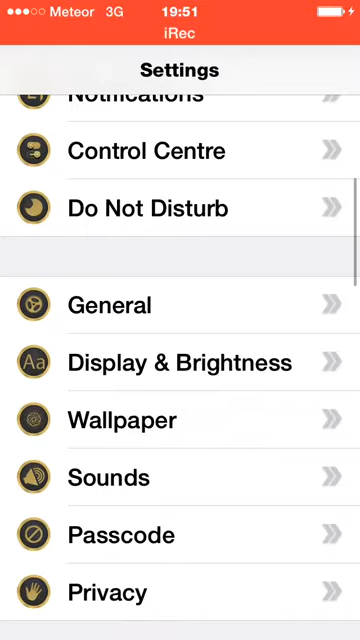 Meteor 3G 19:51
iRec
Settings
Notifications
Control Centre
Do Not Disturb
General
Aa Display & Brightness
Wallpaper
Sounds
Passcode
Privacy